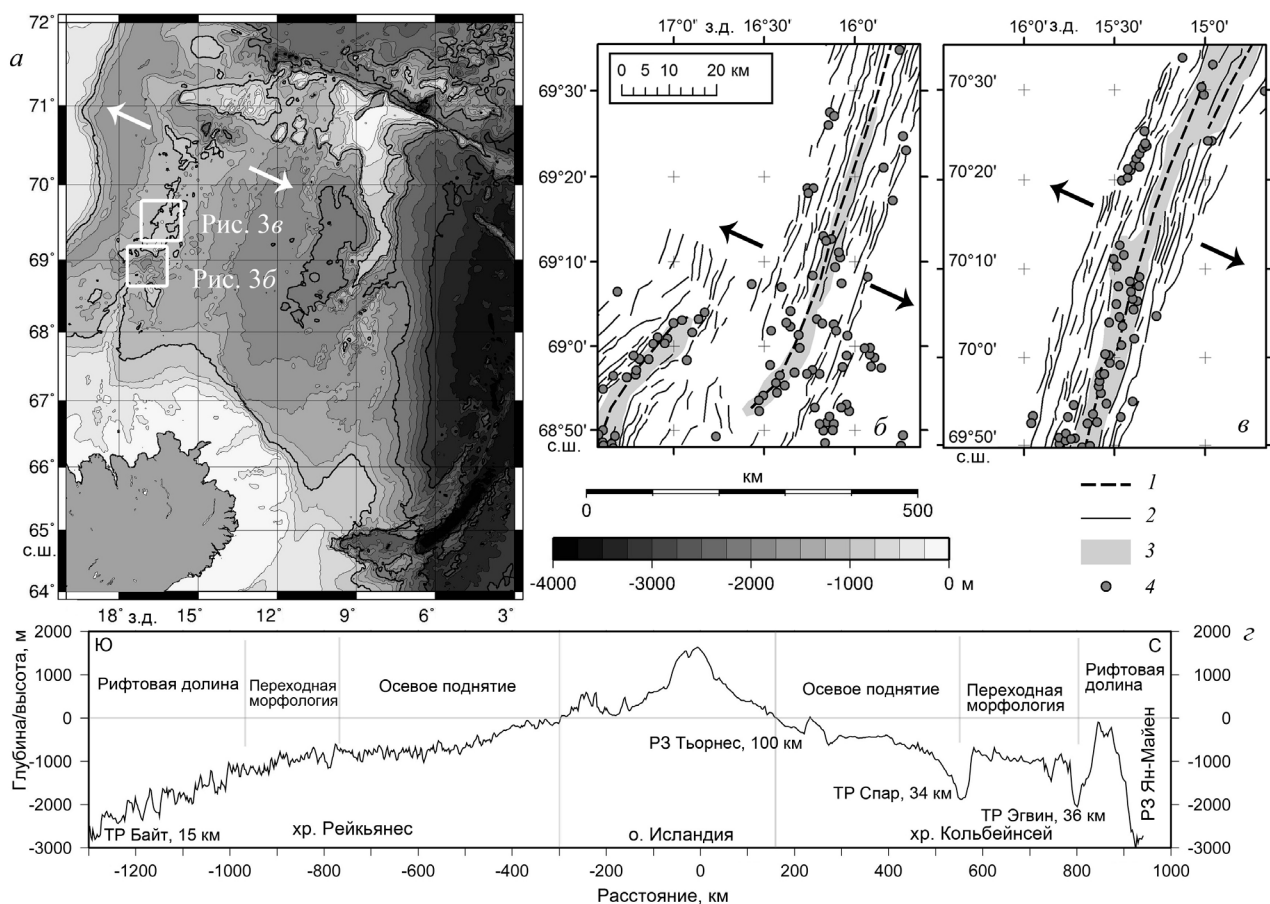 а
72˚
71˚
70˚
69˚
68˚
67˚
66˚
65˚
с.ш.
64˚
18˚ з.д. 15˚ 12˚ 9˚ 6˚ 3˚
Рис. 3в
Рис. 3б
17˚0' з.д. 16˚30' 16˚0'
0 5 10 20 км
69˚30'
69˚20'
69˚10'
69˚0'
68˚50'
с.ш.
б
16˚0' з.д. 15˚30' 15˚0'
70˚30'
70˚20'
70˚10'
70˚0'
69˚50'
с.ш.
в
км
0 500
-4000 -3000 -2000 -1000 0 м
1
2
3
4
г
Глубина/высота, м
2000
1000
0
-1000
-2000
-3000
Ю
С
Рифтовая долина
Переходная морфология
Осевое поднятие
Осевое поднятие
Переходная морфология
Рифтовая долина
РЗ Тьорнес, 100 км
ТР Спар, 34 км
ТР Эгвин, 36 км
ТР Байт, 15 км
хр. Рейкьянес
о. Исландия
хр. Кольбейнсей
РЗ Ян-Майен
2000
1000
0
-1000
-2000
-3000
-1200 -1000 -800 -600 -400 -200 0 200 400 600 800 1000
Расстояние, км